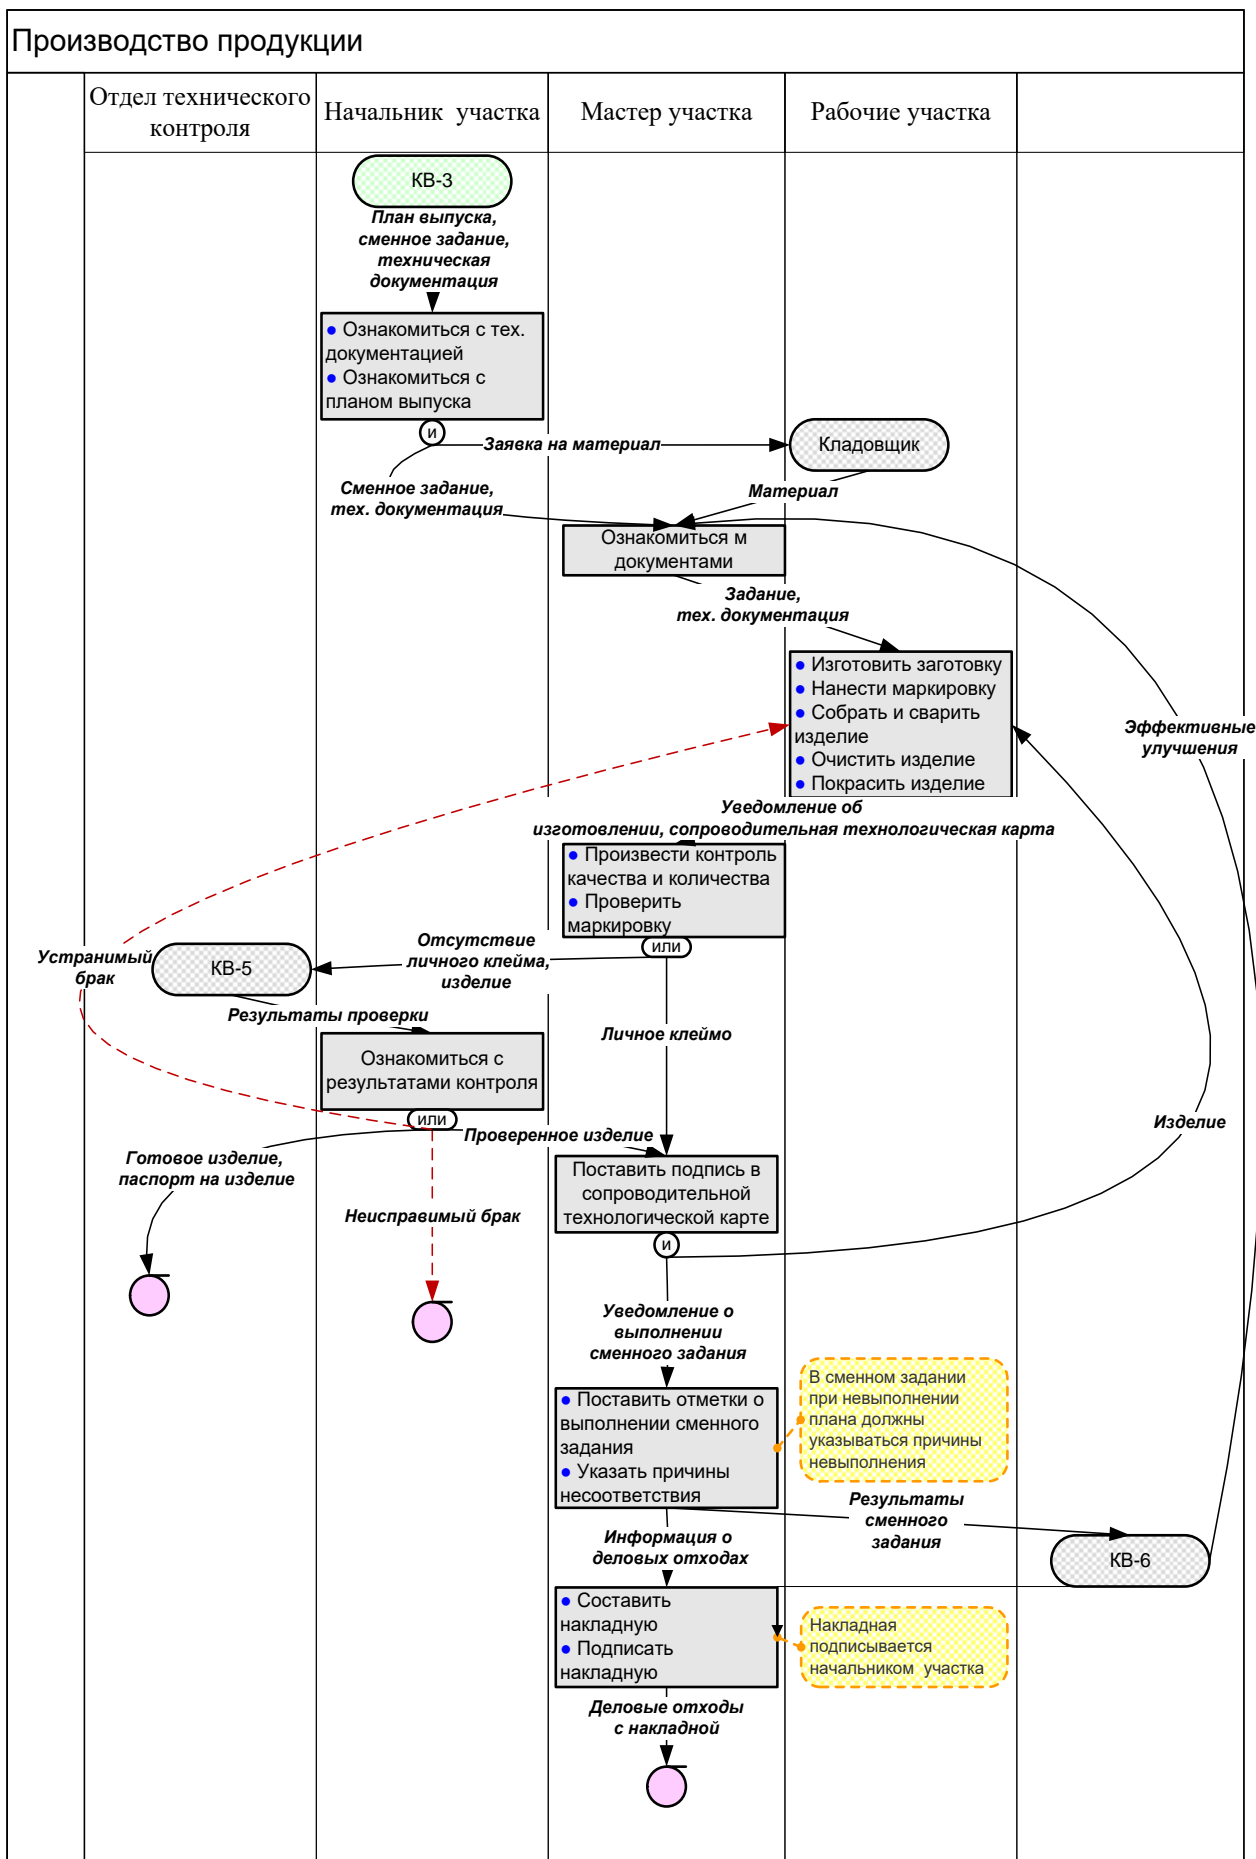 Производство продукции
Отдел технического
контроля
Начальник участка
Мастер участка
Рабочие участка
КВ-3
План выпуска,
сменное задание,
техническая
документация
● Ознакомиться с тех.
документацией
● Ознакомиться с
планом выпуска
и
Заявка на материал
Кладовщик
Сменное задание,
тех. документация
Материал
Ознакомиться м
документами
Задание,
тех. документация
● Изготовить заготовку
● Нанести маркировку
● Собрать и сварить
изделие
● Очистить изделие
● Покрасить изделие
Эффективные
улучшения
Уведомление об
изготовлении, сопроводительная технологическая карта
● Произвести контроль
качества и количества
● Проверить
маркировку
или
Отсутствие
личного клейма,
изделие
Устранимый
брак
КВ-5
Результаты проверки
Личное клеймо
Ознакомиться с
результатами контроля
или
Проверенное изделие
Изделие
Готовое изделие,
паспорт на изделие
Поставить подпись в
сопроводительной
технологической карте
Неисправимый брак
и
Уведомление о
выполнении
сменного задания
● Поставить отметки о
выполнении сменного
задания
● Указать причины
несоответствия
В сменном задании
при невыполнении
плана должны
указываться причины
невыполнения
Результаты
сменного
задания
Информация о
деловых отходах
КВ-6
● Составить
накладную
● Подписать
накладную
Накладная
подписывается
начальником участка
Деловые отходы
с накладной